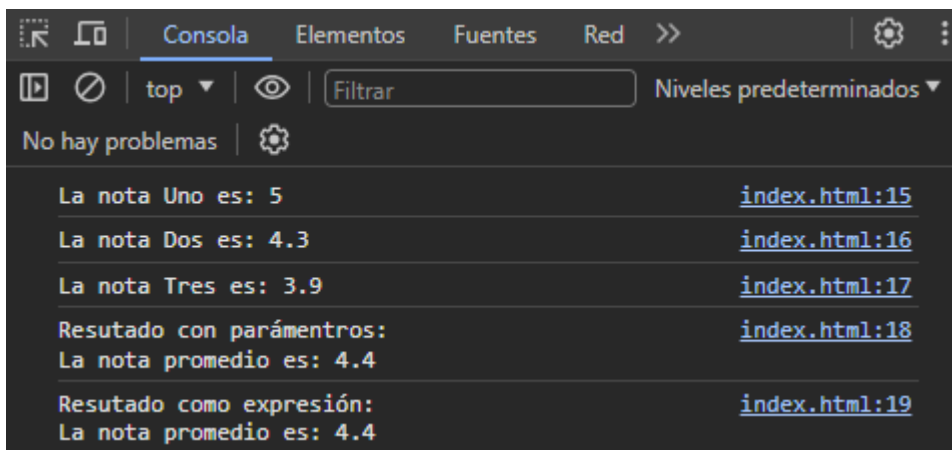 Consola Elementos Fuentes Red
top Filtrar Niveles predeterminados
No hay problemas
La nota Uno es: 5 index.html:15
La nota Dos es: 4.3 index.html:16
La nota Tres es: 3.9 index.html:17
Resutado con parámentros: index.html:18
La nota promedio es: 4.4
Resutado como expresión: index.html:19
La nota promedio es: 4.4